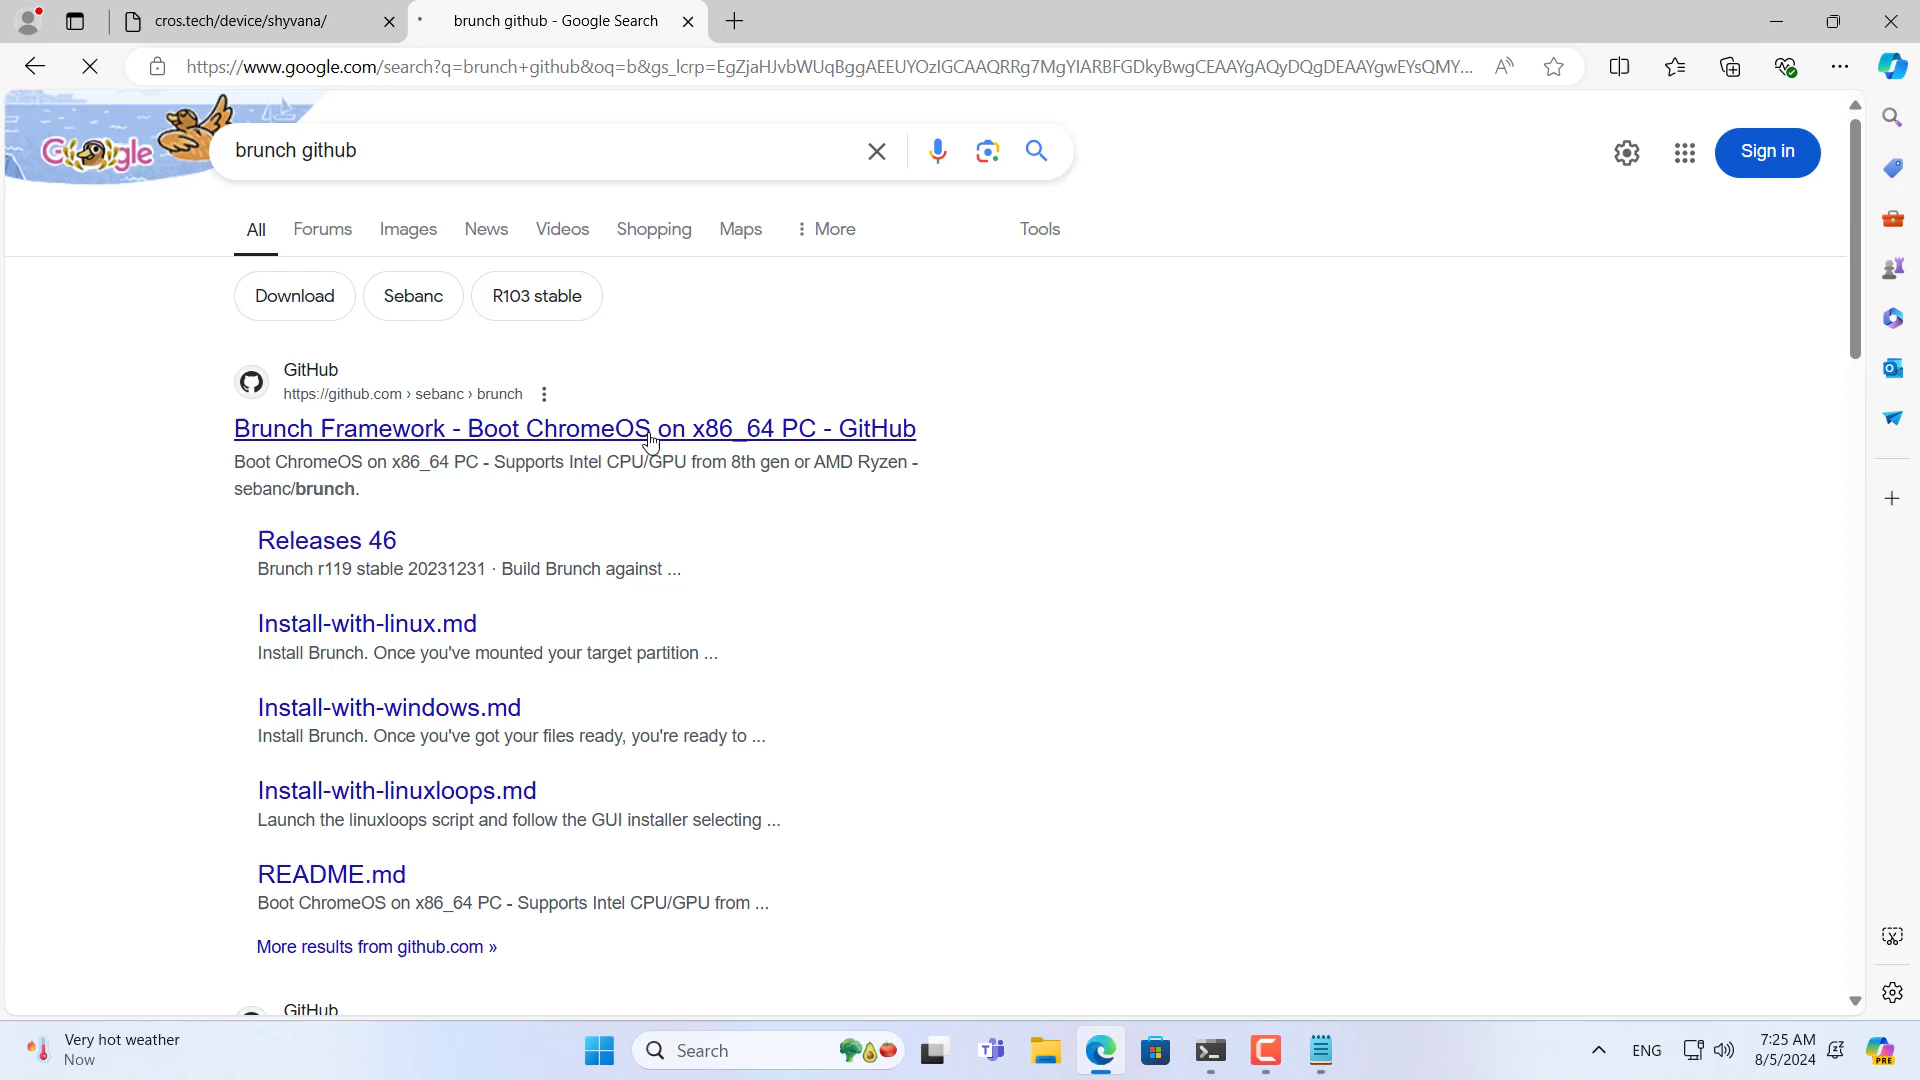 cros.tech/device/shyvana/
brunch github - Google Search
https://www.google.com/search?q=brunch+github&oq=b&gs_lcrp=EgZjaHJvbWUqBggAEEUYOzIGCAAQRRg7MgYIARBFGDkyBwgCEAAYgAQyDQgDEAAYgwEYsQMY...
Google
brunch github
Sign in
All
Forums
Images
News
Videos
Shopping
Maps
More
Tools
Download
Sebanc
R103 stable
GitHub
https://github.com › sebanc › brunch
Brunch Framework - Boot ChromeOS on x86_64 PC - GitHub
Boot ChromeOS on x86_64 PC - Supports Intel CPU/GPU from 8th gen or AMD Ryzen -
sebanc/brunch.
Releases 46
Brunch r119 stable 20231231 · Build Brunch against ...
Install-with-linux.md
Install Brunch. Once you've mounted your target partition ...
Install-with-windows.md
Install Brunch. Once you've got your files ready, you're ready to ...
Install-with-linuxloops.md
Launch the linuxloops script and follow the GUI installer selecting ...
README.md
Boot ChromeOS on x86_64 PC - Supports Intel CPU/GPU from ...
More results from github.com »
GitHub
Very hot weather
Now
Search
ENG
7:25 AM
8/5/2024
PRE